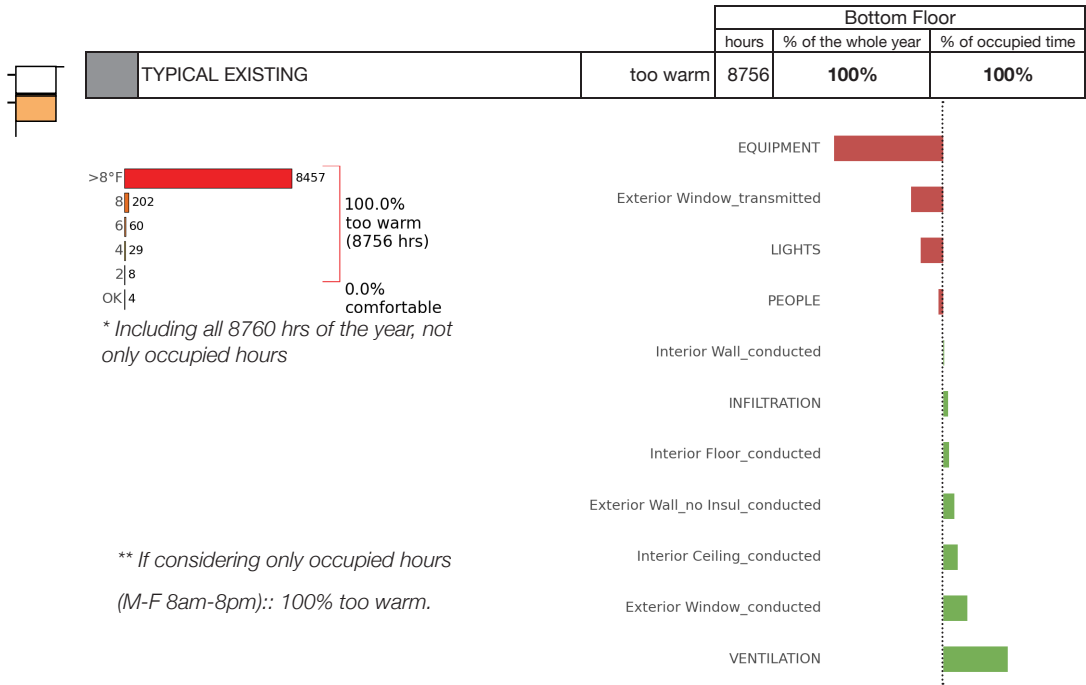 Bottom Floor
hours % of the whole year % of occupied time
TYPICAL EXISTING too warm 8756 100% 100%
>8°F 8457
8 202
6 60
4 29
2 8
OK 4
100.0%
too warm
(8756 hrs)
0.0%
comfortable
* Including all 8760 hrs of the year, not
only occupied hours
** If considering only occupied hours
(M-F 8am-8pm):: 100% too warm.
EQUIPMENT
Exterior Window_transmitted
LIGHTS
PEOPLE
Interior Wall_conducted
INFILTRATION
Interior Floor_conducted
Exterior Wall_no Insul_conducted
Interior Ceiling_conducted
Exterior Window_conducted
VENTILATION